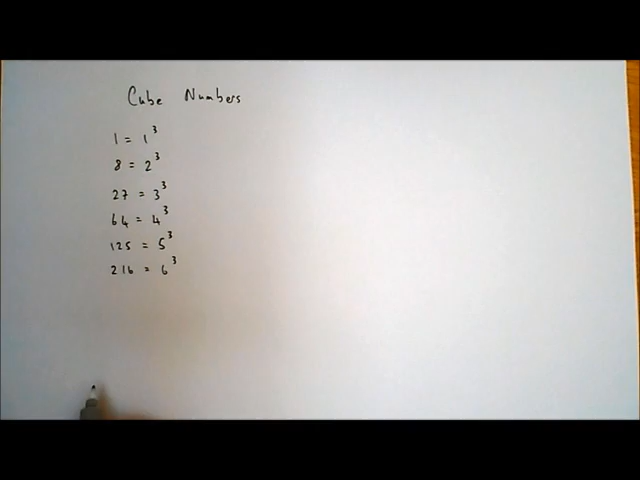 Cube Numbers
1 = 1³
8 = 2³
27 = 3³
64 = 4³
125 = 5³
216 = 6³